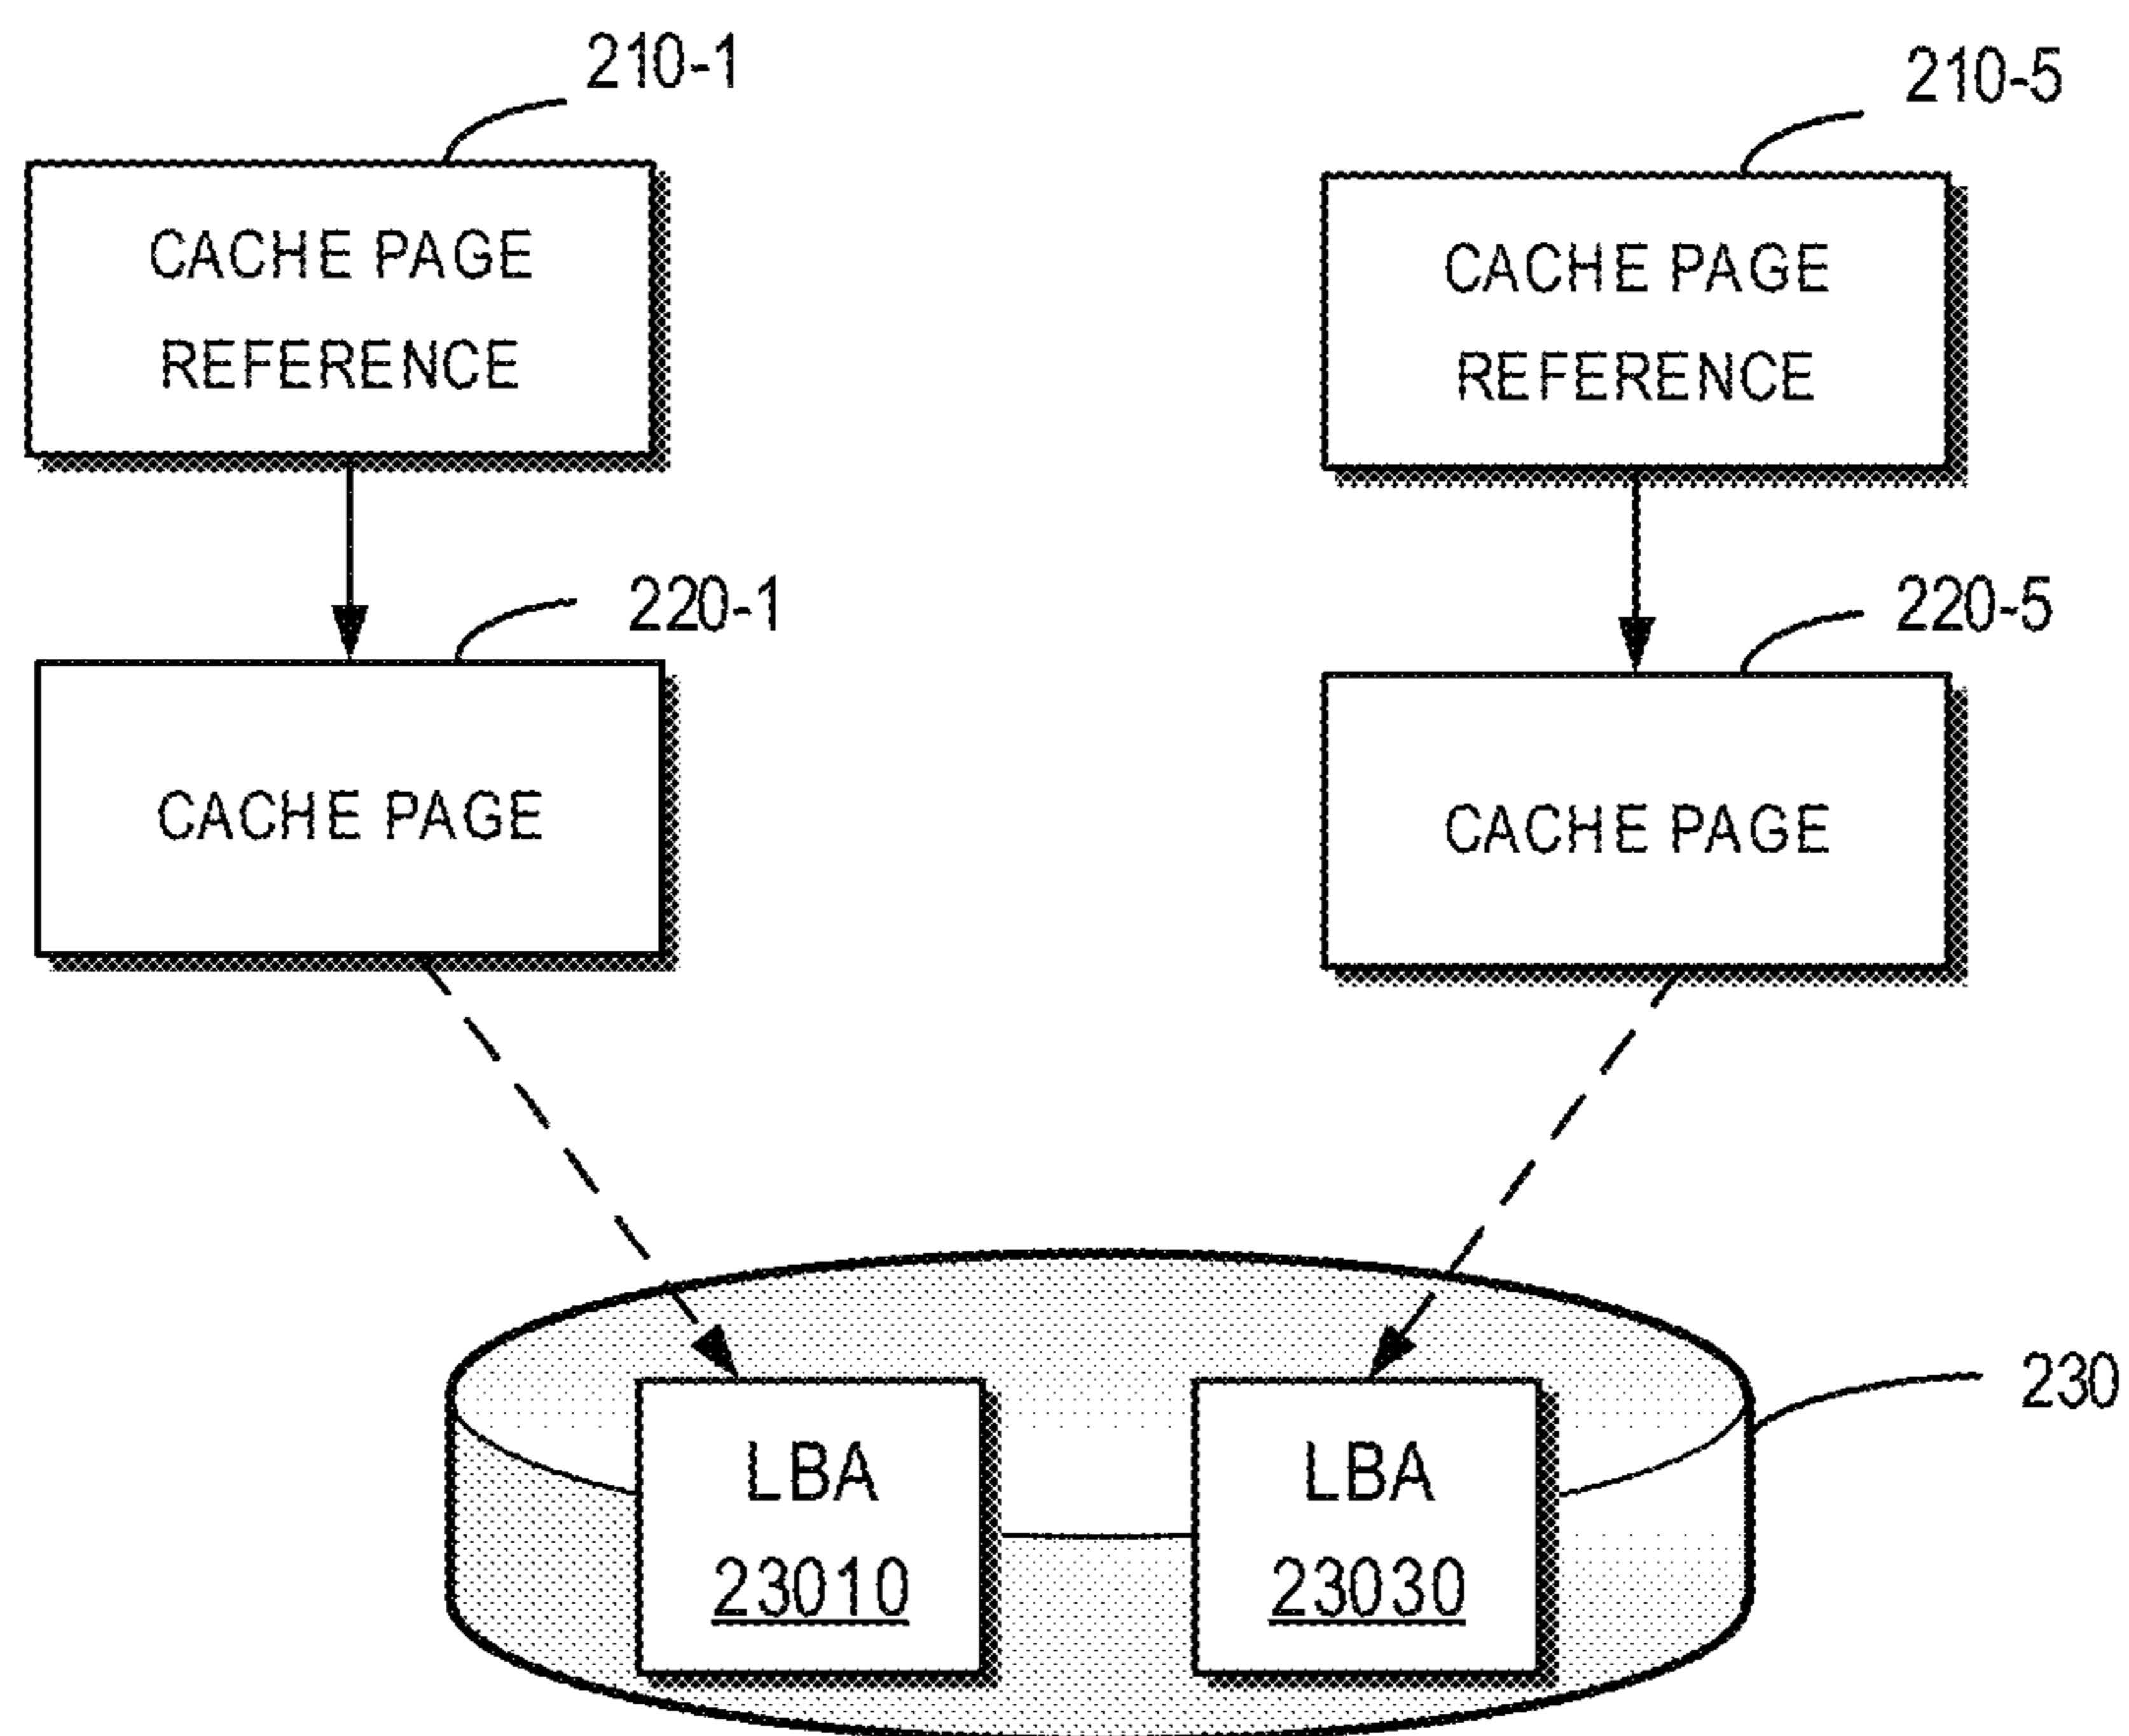 210-1
210-5
CACHE PAGE
REFERENCE
CACHE PAGE
REFERENCE
220-1
220-5
CACHE PAGE
CACHE PAGE
230
LBA
23010
LBA
23030